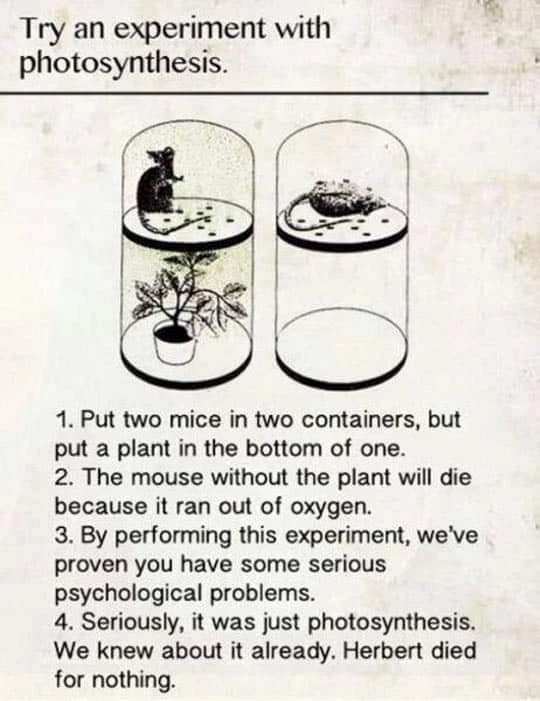 Try an experiment with
photosynthesis.
1. Put two mice in two containers, but
put a plant in the bottom of one.
2. The mouse without the plant will die
because it ran out of oxygen.
3. By performing this experiment, we've
proven you have some serious
psychological problems.
4. Seriously, it was just photosynthesis.
We knew about it already. Herbert died
for nothing.